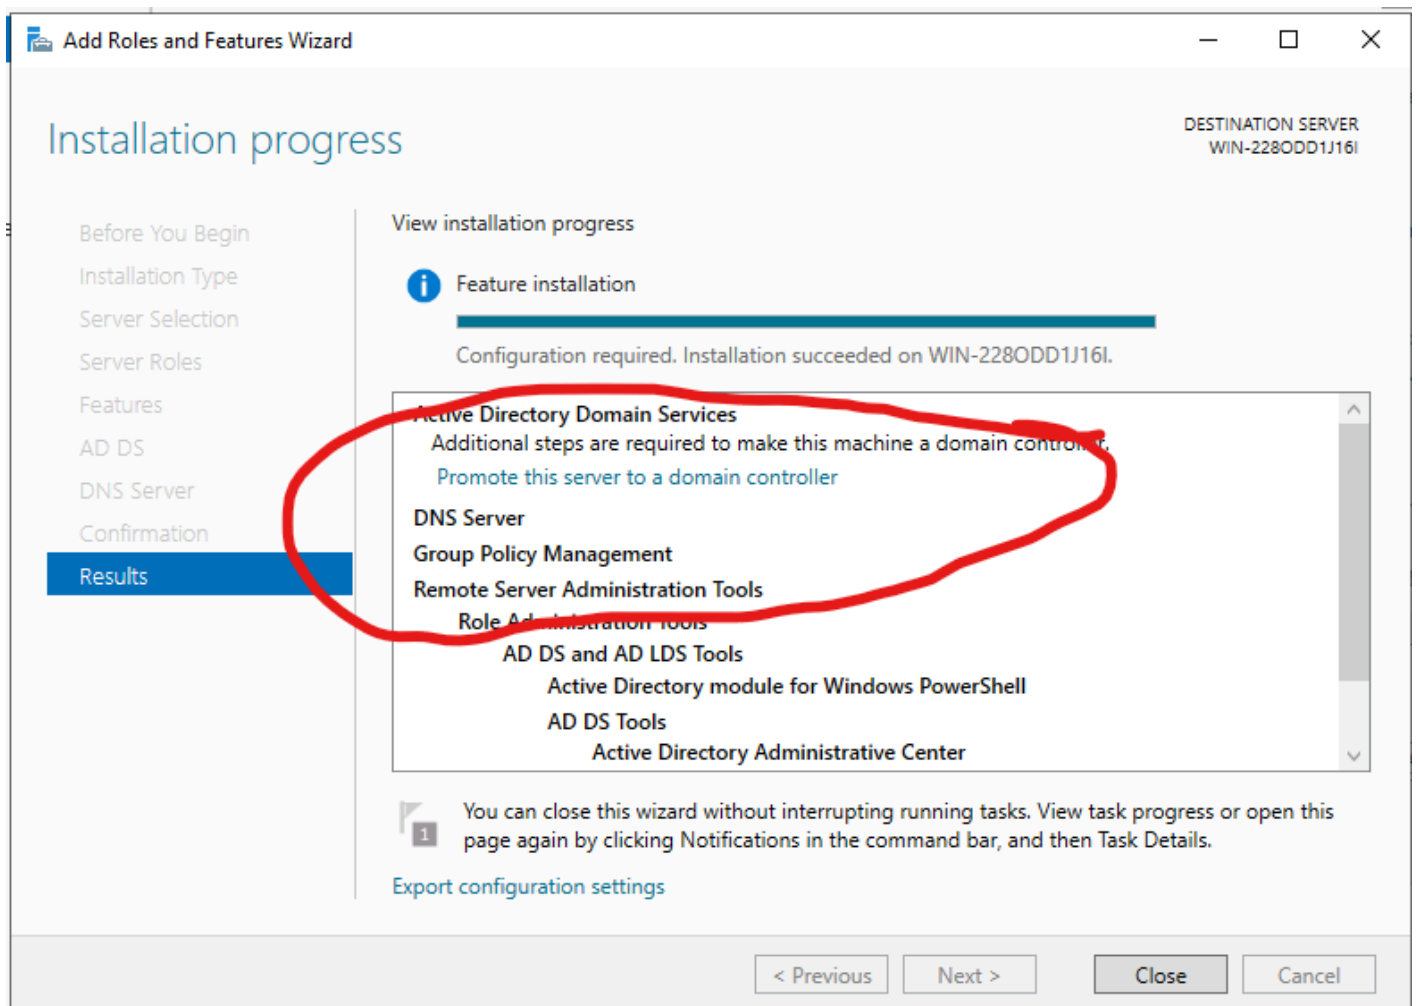 Add Roles and Features Wizard
Installation progress
DESTINATION SERVER
WIN-228ODD1J16I
Before You Begin
Installation Type
Server Selection
Server Roles
Features
AD DS
DNS Server
Confirmation
Results
View installation progress
Feature installation
Configuration required. Installation succeeded on WIN-228ODD1J16I.
Active Directory Domain Services
Additional steps are required to make this machine a domain controller.
Promote this server to a domain controller
DNS Server
Group Policy Management
Remote Server Administration Tools
Role Administration Tools
AD DS and AD LDS Tools
Active Directory module for Windows PowerShell
AD DS Tools
Active Directory Administrative Center
1
You can close this wizard without interrupting running tasks. View task progress or open this
page again by clicking Notifications in the command bar, and then Task Details.
Export configuration settings
< Previous
Next >
Close
Cancel